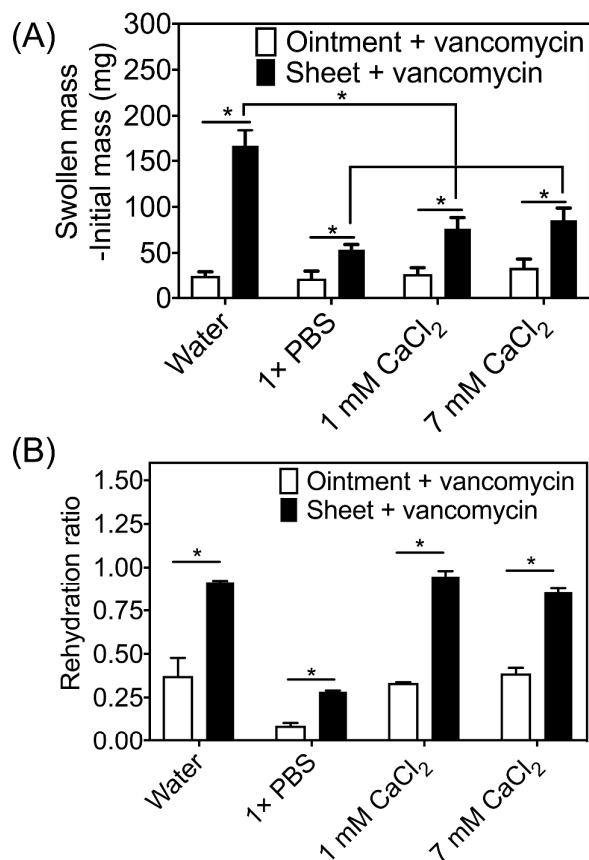 (A)
Swollen mass
-Initial mass (mg)
300
250
200
150
100
50
0
Ointment + vancomycin
Sheet + vancomycin
*
*
*
*
*
Water
1× PBS
1 mM CaCl₂
7 mM CaCl₂
(B)
Rehydration ratio
1.50
1.25
1.00
0.75
0.50
0.25
0.00
Ointment + vancomycin
Sheet + vancomycin
*
*
*
*
Water
1× PBS
1 mM CaCl₂
7 mM CaCl₂